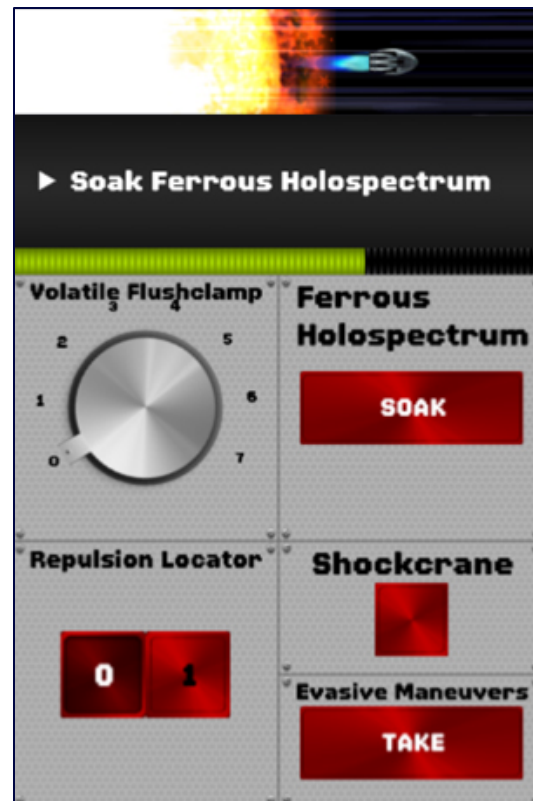 ▶ Soak Ferrous Holospectrum
Volatile Flushclamp
0
1
2
3
4
5
6
7
Ferrous
Holospectrum
SOAK
Repulsion Locator
0 1
Shockcrane
Evasive Maneuvers
TAKE